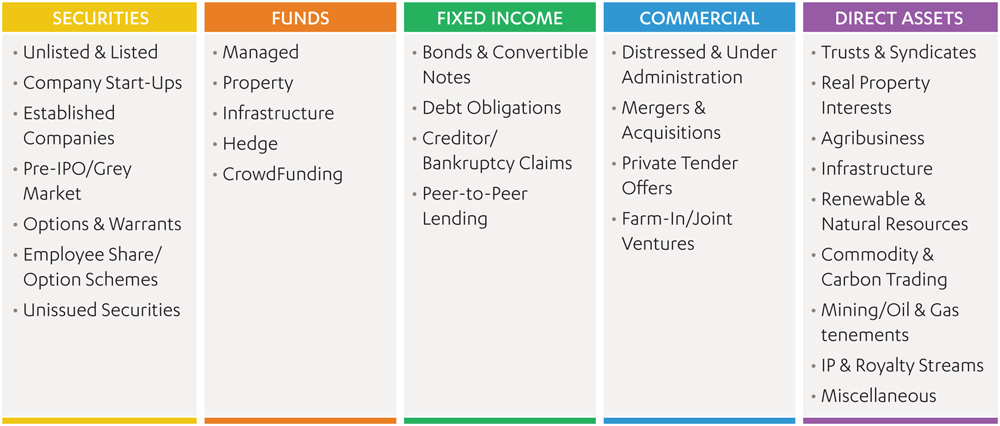 SECURITIES
• Unlisted & Listed
• Company Start-Ups
• Established
Companies
• Pre-IPO/Grey
Market
• Options & Warrants
• Employee Share/
Option Schemes
• Unissued Securities
FUNDS
• Managed
• Property
• Infrastructure
• Hedge
• CrowdFunding
FIXED INCOME
• Bonds & Convertible
Notes
• Debt Obligations
• Creditor/
Bankruptcy Claims
• Peer-to-Peer
Lending
COMMERCIAL
• Distressed & Under
Administration
• Mergers &
Acquisitions
• Private Tender
Offers
• Farm-In/Joint
Ventures
DIRECT ASSETS
• Trusts & Syndicates
• Real Property
Interests
• Agribusiness
• Infrastructure
• Renewable &
Natural Resources
• Commodity &
Carbon Trading
• Mining/Oil & Gas
tenements
• IP & Royalty Streams
• Miscellaneous